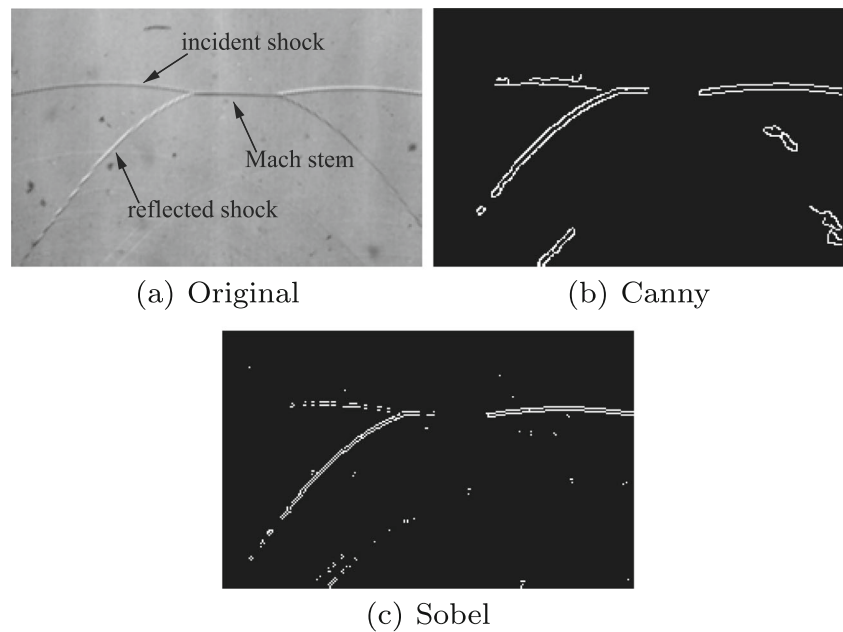 incident shock
Mach stem
reflected shock
(a) Original
(b) Canny
(c) Sobel